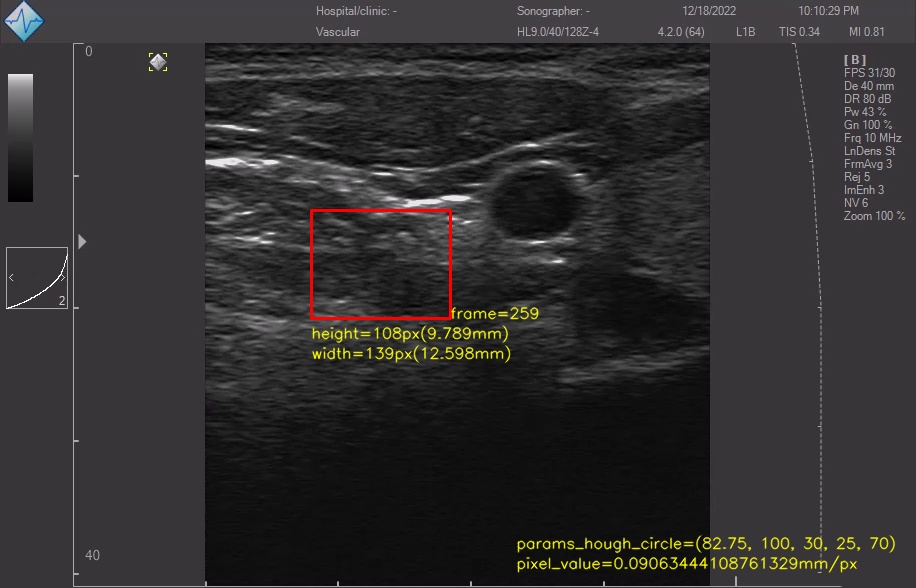 Hospital/clinic: - Sonographer: - 12/18/2022 10:10:29 PM
Vascular HL9.0/40/128Z-4 4.2.0 (64) L1B TIS 0.34 MI 0.81
0
[ B ]
FPS 31/30
De 40 mm
DR 80 dB
Pw 43 %
Gn 100 %
Frq 10 MHz
LnDens St
FrmAvg 3
Rej 5
ImEnh 3
NV 6
Zoom 100 %
2
frame=259
height=108px(9.789mm)
width=139px(12.598mm)
40
params_hough_circle=(82.75, 100, 30, 25, 70)
pixel_value=0.09063444108761329mm/px